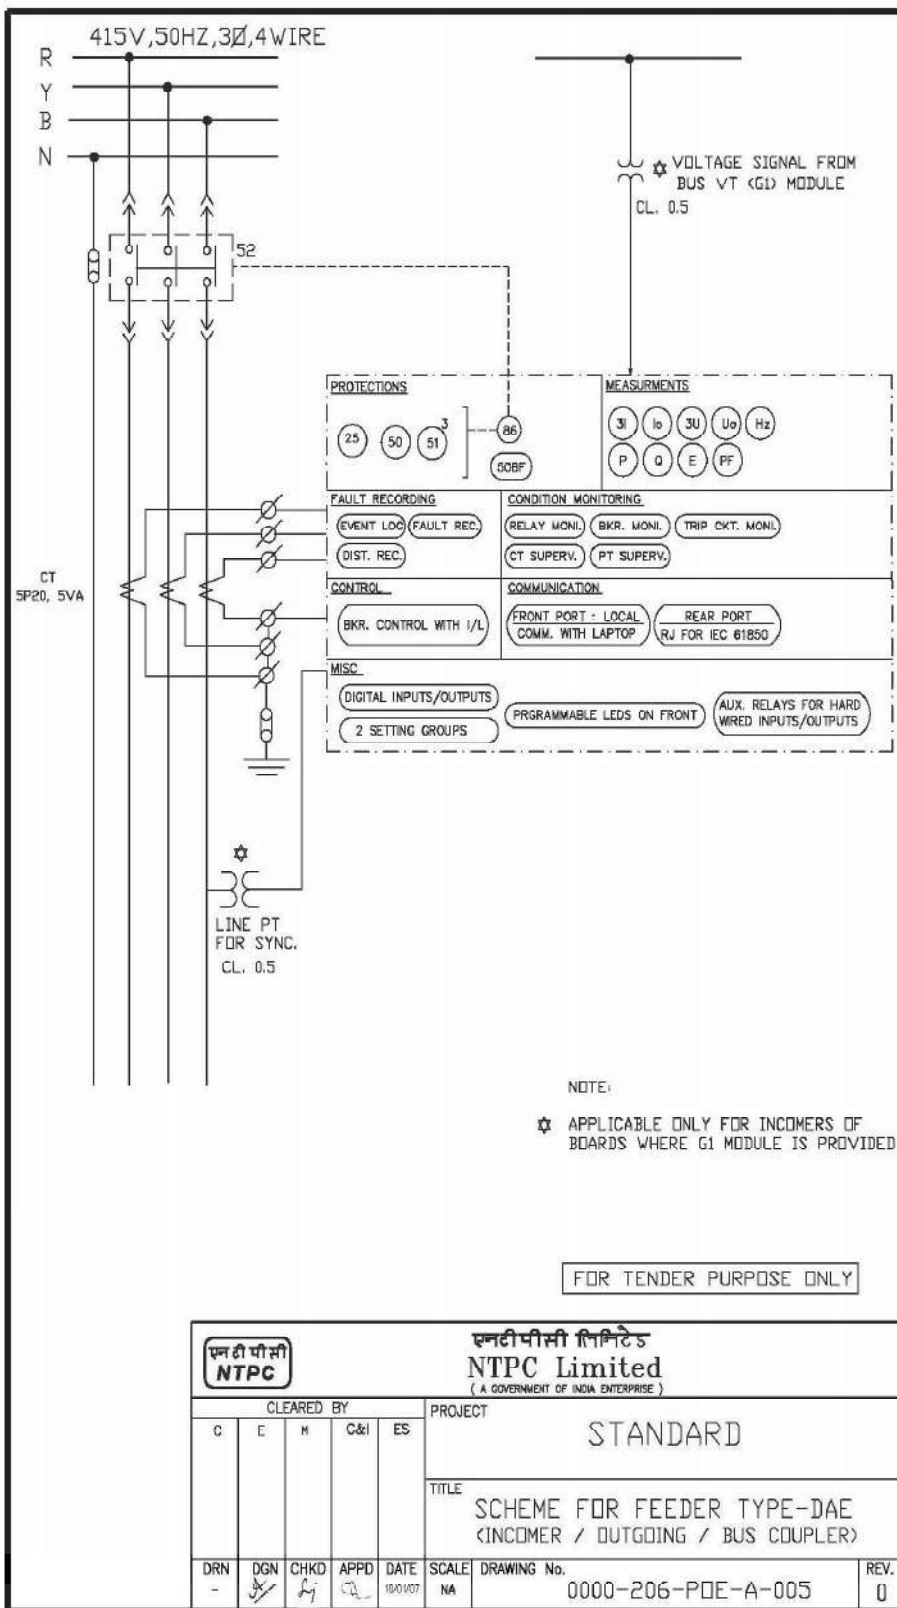 415V,50HZ,3Ø,4WIRE
R
Y
B
N
VOLTAGE SIGNAL FROM
BUS VT (G1) MODULE
CL. 0.5
52
PROTECTIONS
25
50
51
3
86
50BF
MEASURMENTS
3I
Io
3U
Uo
Hz
P
Q
E
PF
FAULT RECORDING
EVENT LOG
FAULT REC.
DIST. REC.
CONDITION MONITORING
RELAY MONI.
BKR. MONI.
TRIP CKT. MONI.
CT SUPERV.
PT SUPERV.
CT
5P20, 5VA
CONTROL
BKR. CONTROL WITH I/L
COMMUNICATION
FRONT PORT : LOCAL
COMM. WITH LAPTOP
REAR PORT
RJ FOR IEC 61850
MISC
DIGITAL INPUTS/OUTPUTS
2 SETTING GROUPS
PRGRAMMABLE LEDS ON FRONT
AUX. RELAYS FOR HARD
WIRED INPUTS/OUTPUTS
LINE PT
FOR SYNC.
CL. 0.5
NOTE:
APPLICABLE ONLY FOR INCOMERS OF
BOARDS WHERE G1 MODULE IS PROVIDED
FOR TENDER PURPOSE ONLY
एनटीपीसी
NTPC
एनटीपीसी लिमिटेड
NTPC Limited
( A GOVERNMENT OF INDIA ENTERPRISE )
CLEARED BY
C E M C&I ES
PROJECT
STANDARD
TITLE
SCHEME FOR FEEDER TYPE-DAE
(INCOMER / OUTGOING / BUS COUPLER)
DRN DGN CHKD APPD DATE SCALE DRAWING No. REV.
- 18/01/07 NA 0000-206-POE-A-005 0